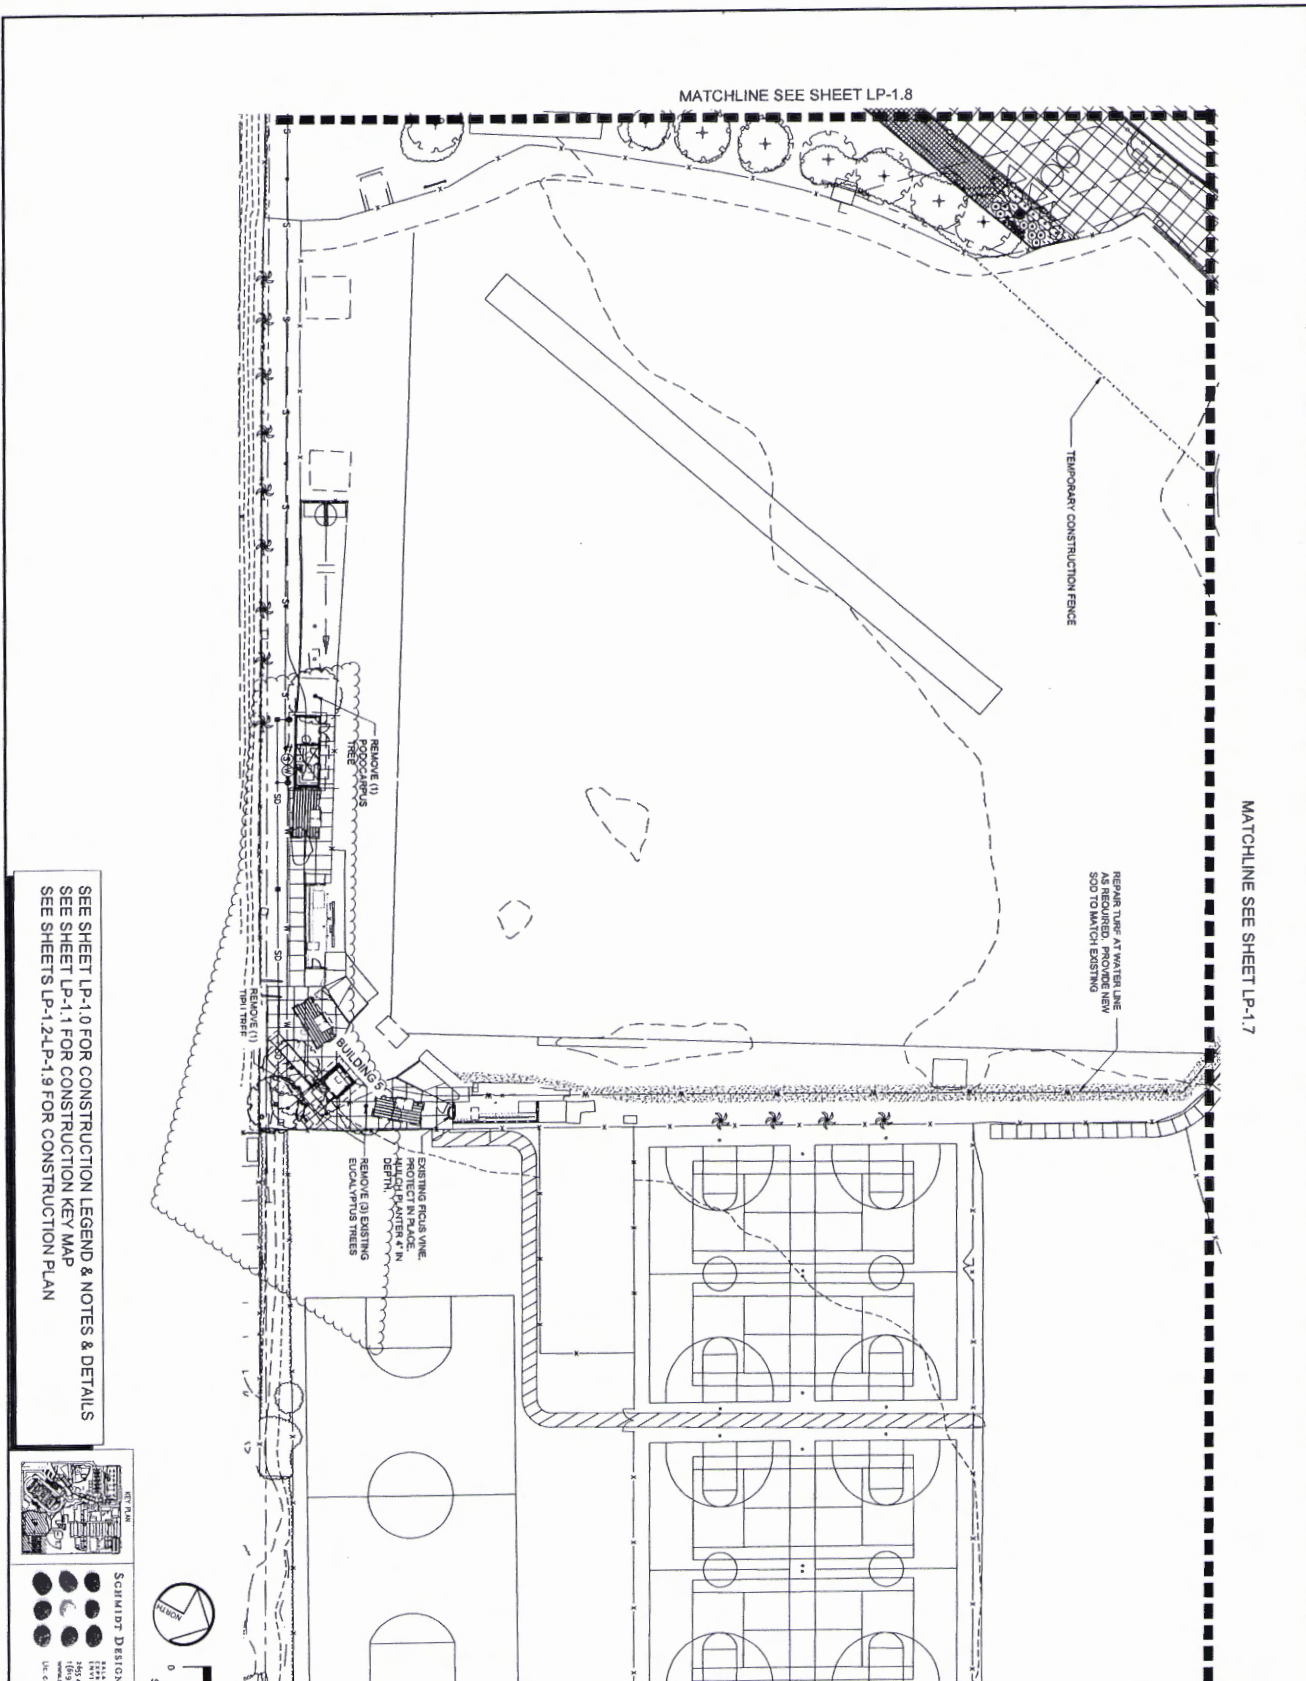 MATCHLINE SEE SHEET LP-1.8
TEMPORARY CONSTRUCTION FENCE
MATCHLINE SEE SHEET LP-1.7
REMOVE (1)
PODOCARPUS
TREE
REPAIR TURF AT WATER LINE
AS REQUIRED. PROVIDE NEW
SOD TO MATCH EXISTING
REMOVE (1)
TIPU TREE
BUILDING 5
EXISTING FICUS VINE,
PROTECT IN PLACE.
MULCH PLANTER 4" IN
DEPTH.
REMOVE (3) EXISTING
EUCALYPTUS TREES
SEE SHEET LP-1.0 FOR CONSTRUCTION LEGEND & NOTES & DETAILS
SEE SHEET LP-1.1 FOR CONSTRUCTION KEY MAP
SEE SHEETS LP-1.2-LP-1.9 FOR CONSTRUCTION PLAN
KEY PLAN
SCHMIDT DESIGN
NORTH
0